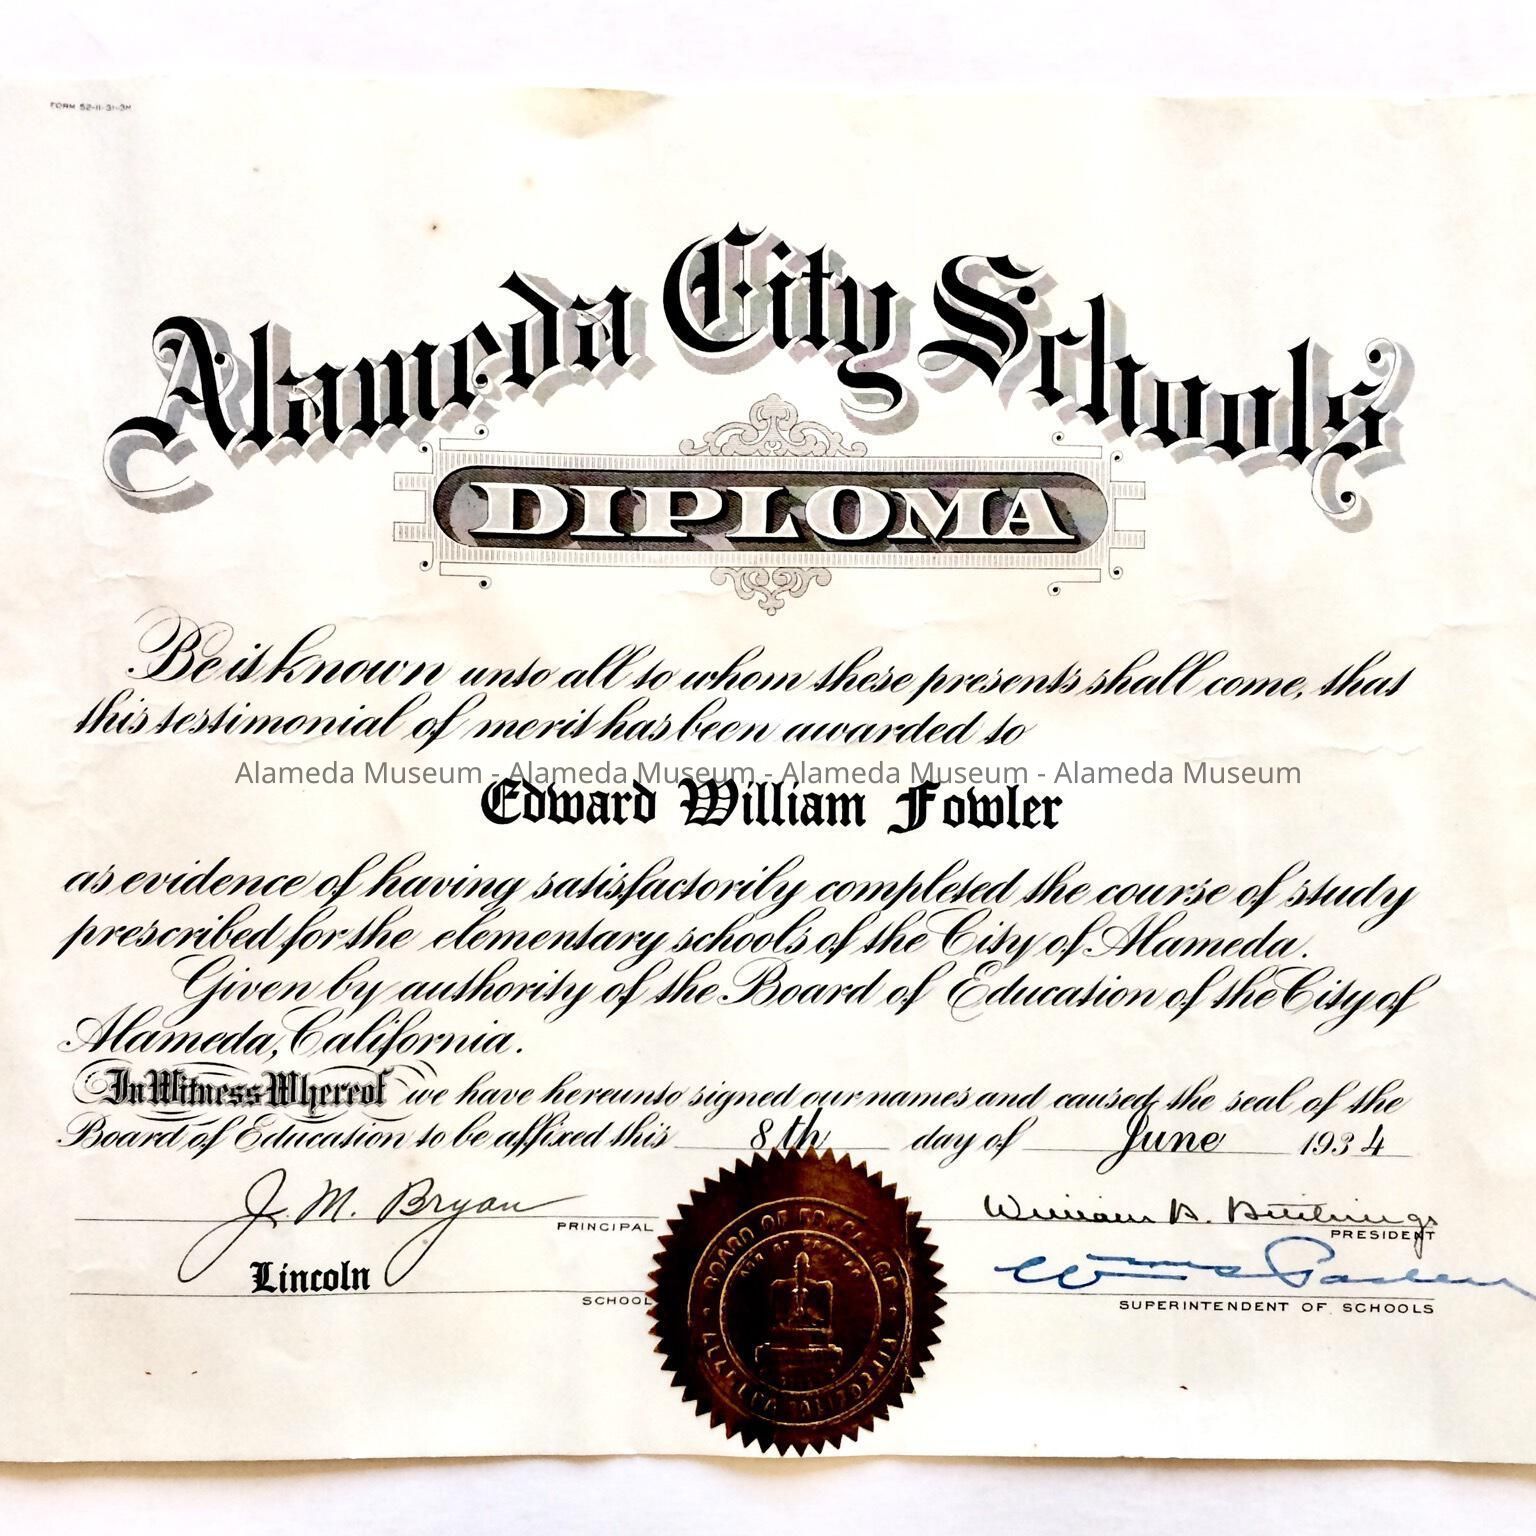 FORM 52-11-31-3M
Alameda City Schools
DIPLOMA
Be it known unto all to whom these presents shall come, that
this testimonial of merit has been awarded to
Alameda Museum - Alameda Museum - Alameda Museum - Alameda Museum
Edward William Fowler
as evidence of having satisfactorily completed the course of study
prescribed for the elementary schools of the City of Alameda.
Given by authority of the Board of Education of the City of
Alameda, California.
In Witness Whereof we have hereunto signed our names and caused the seal of the
Board of Education to be affixed this 8th day of June 1934
J. M. Bryan
PRINCIPAL
William B.
PRESIDENT
Lincoln
SCHOOL
SUPERINTENDENT OF SCHOOLS
BOARD OF EDUCATION
ALAMEDA CALIFORNIA